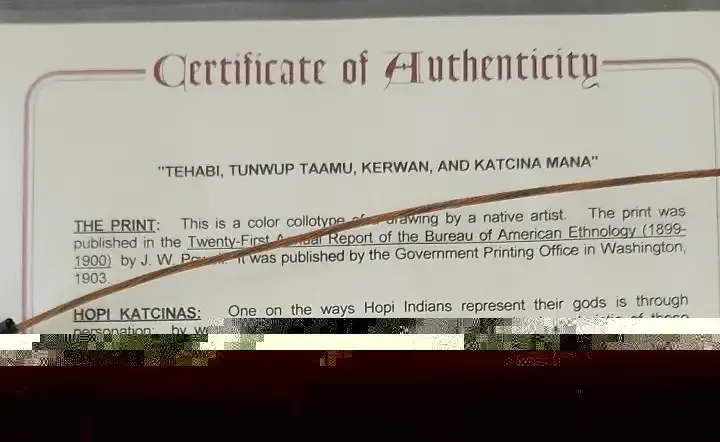 Certificate of Authenticity
"TEHABI, TUNWUP TAAMU, KERWAN, AND KATCINA MANA"
THE PRINT: This is a color collotype drawing by a native artist. The print was
published in the Twenty-First Report of the Bureau of American Ethnology (1899-
1900) by J. W. It was published by the Government Printing Office in Washington,
1903.
HOPI KATCINAS: One on the ways Hopi Indians represent their gods is through
personation: by